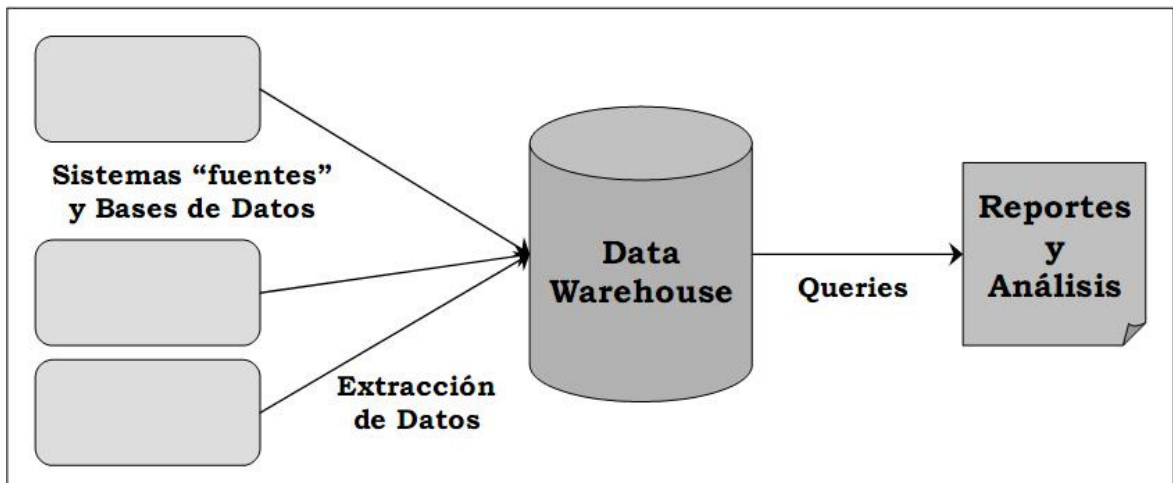 Sistemas “fuentes”
y Bases de Datos
Extracción
de Datos
Data
Warehouse
Queries
Reportes
y
Análisis